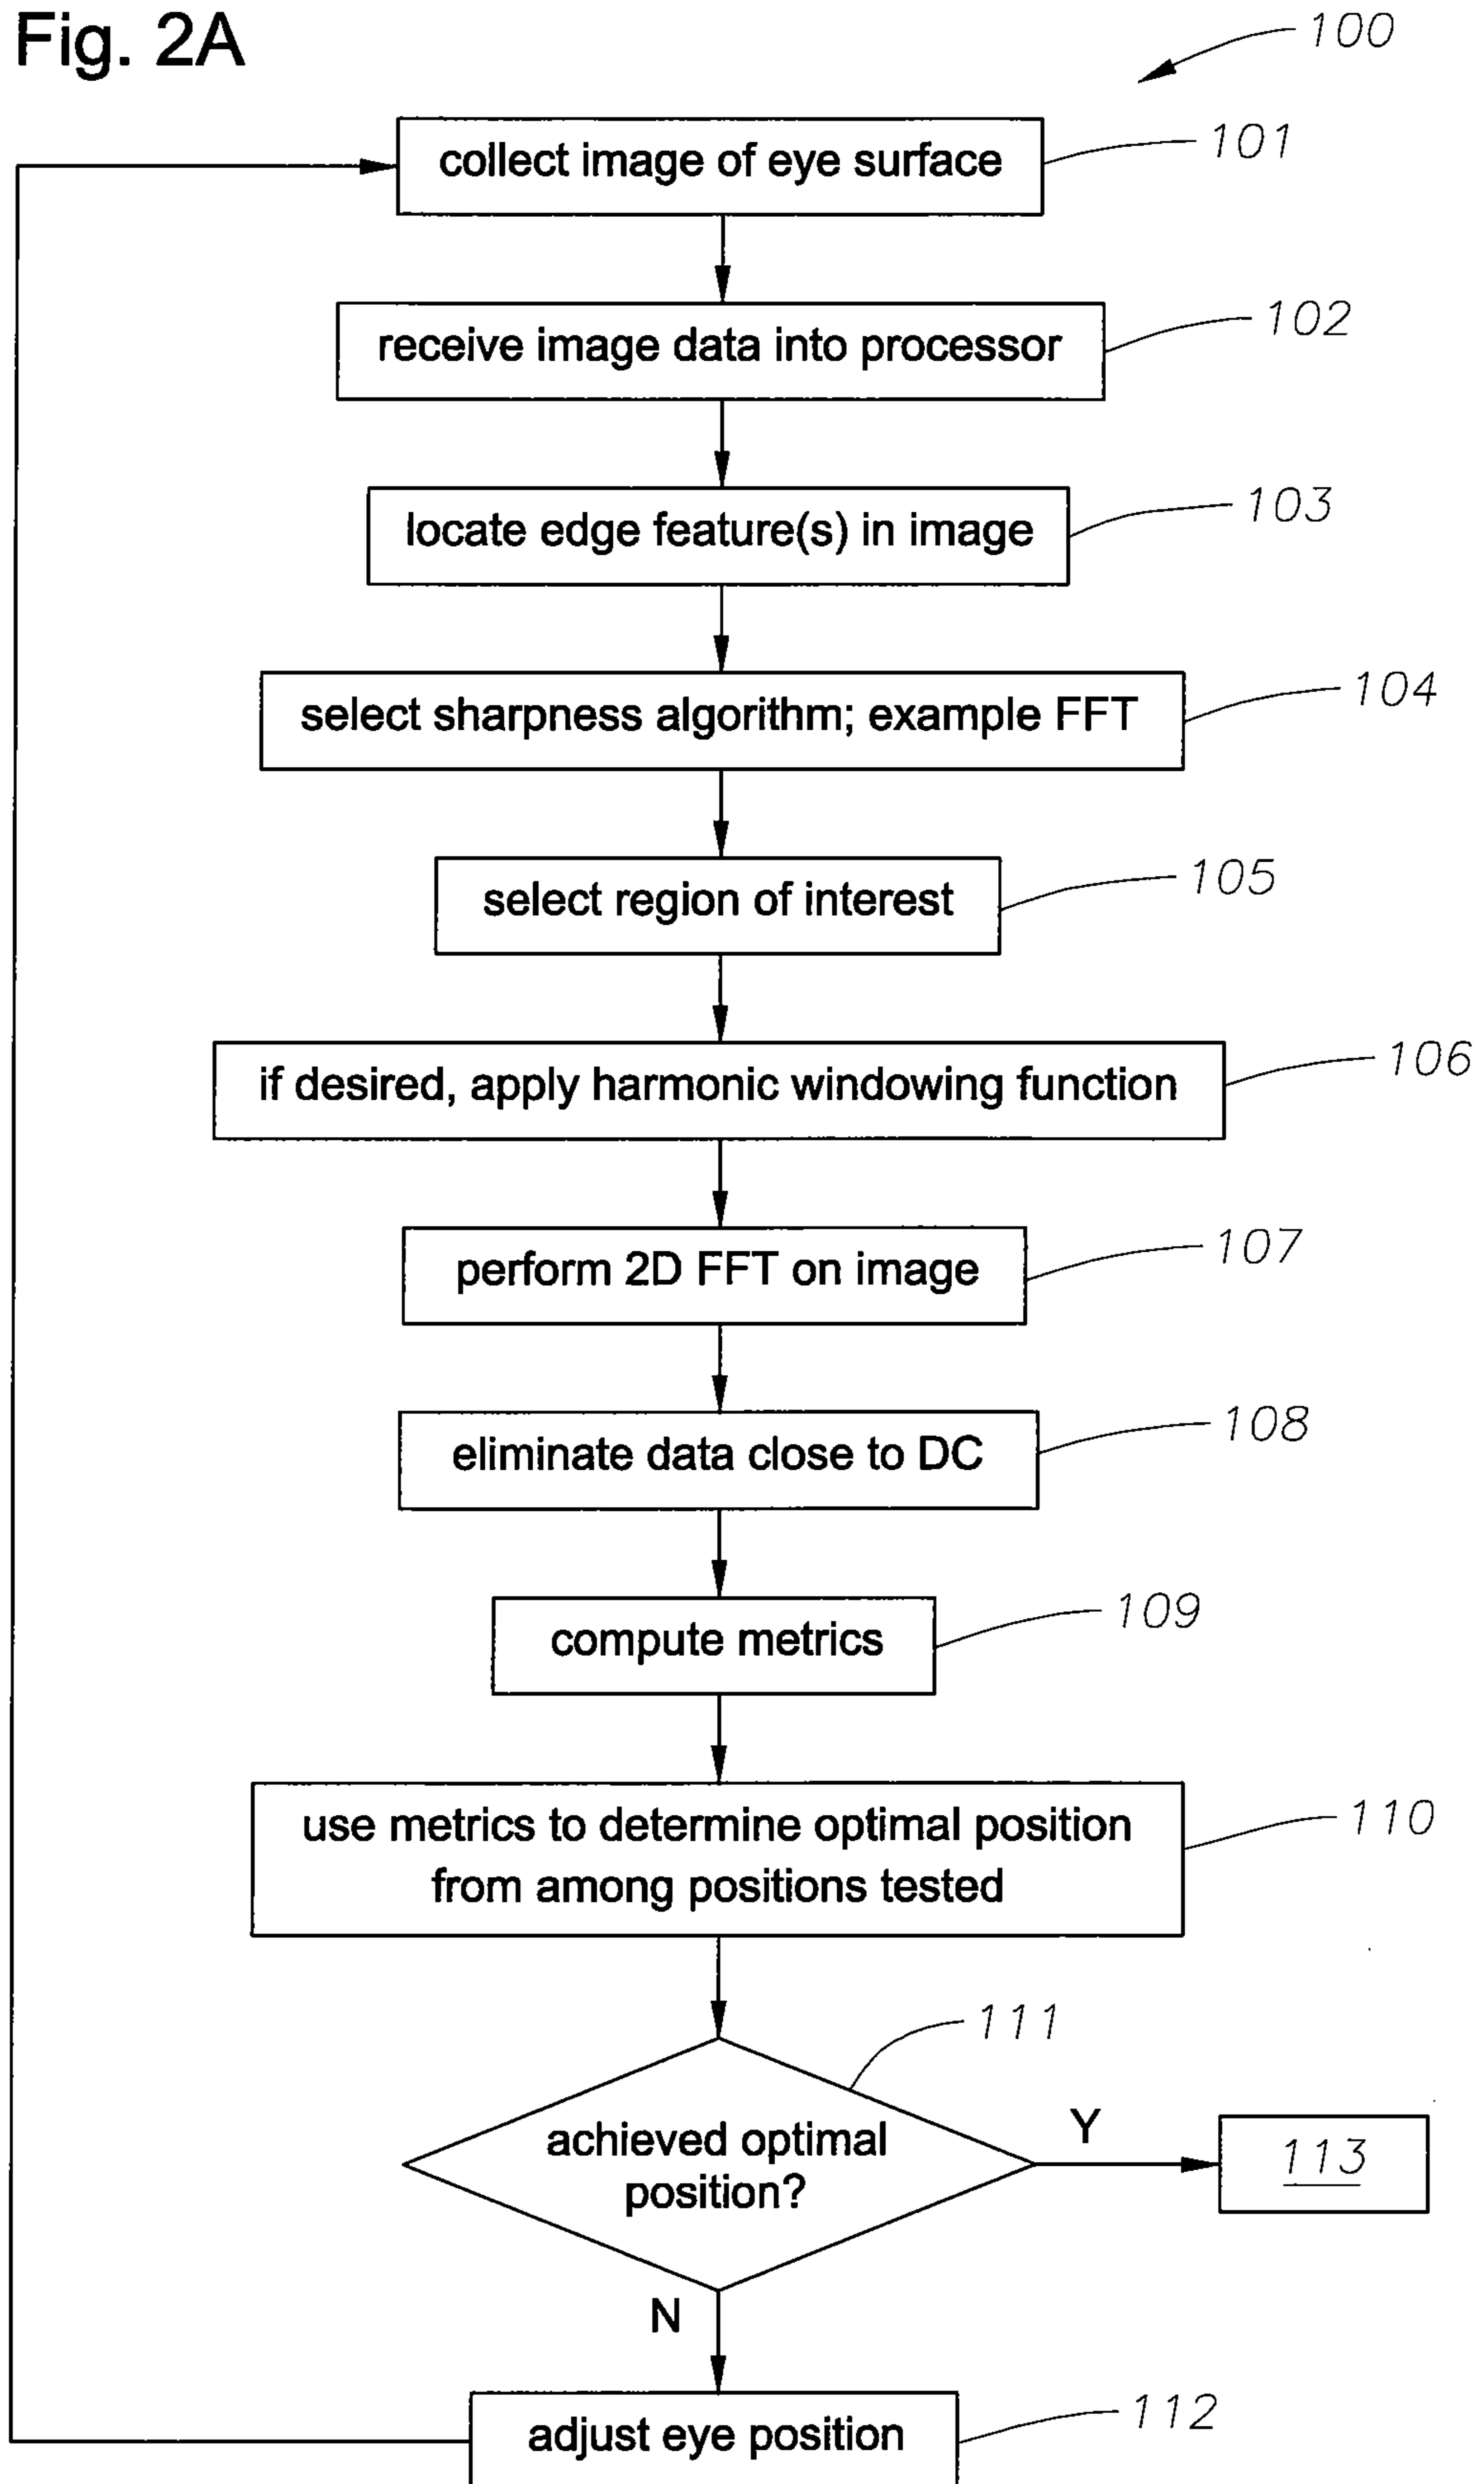 Fig. 2A
100
collect image of eye surface
101
receive image data into processor
102
locate edge feature(s) in image
103
select sharpness algorithm; example FFT
104
select region of interest
105
if desired, apply harmonic windowing function
106
perform 2D FFT on image
107
eliminate data close to DC
108
compute metrics
109
use metrics to determine optimal position
from among positions tested
110
111
achieved optimal
position?
Y
113
N
adjust eye position
112